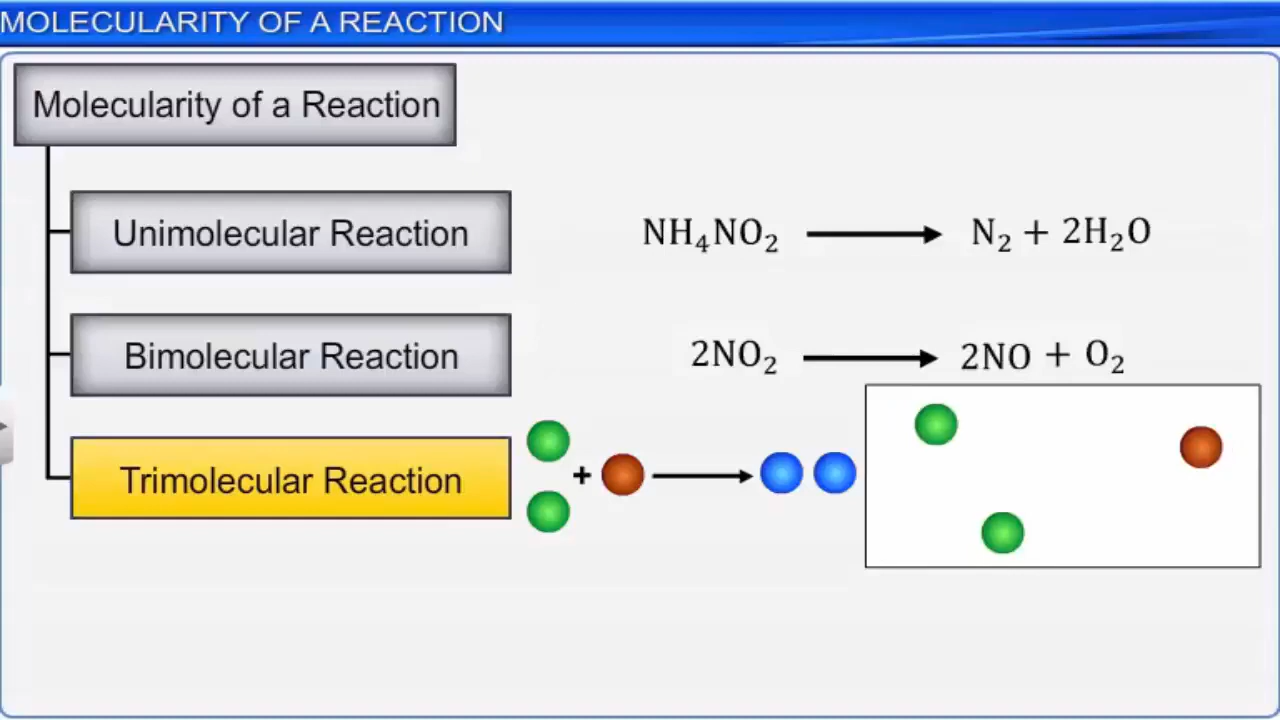 MOLECULARITY OF A REACTION
Molecularity of a Reaction
Unimolecular Reaction
NH₄NO₂ ⟶ N₂ + 2H₂O
Bimolecular Reaction
2NO₂ ⟶ 2NO + O₂
Trimolecular Reaction
+ ⟶